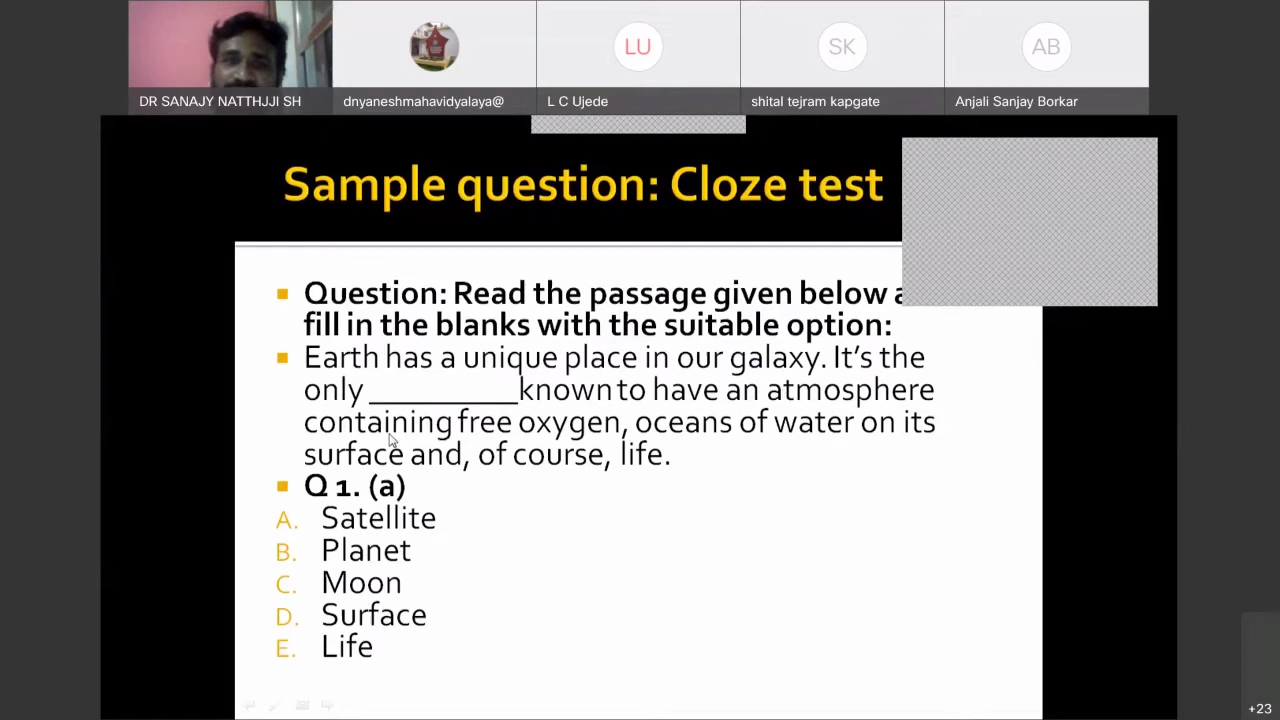 LU
SK
AB
DR SANAJY NATTHJJI SH
dnyaneshmahavidyalaya@
L C Ujede
shital tejram kapgate
Anjali Sanjay Borkar
Sample question: Cloze test
Question: Read the passage given below
fill in the blanks with the suitable option:
Earth has a unique place in our galaxy. It's the
only __________known to have an atmosphere
containing free oxygen, oceans of water on its
surface and, of course, life.
Q 1. (a)
A. Satellite
B. Planet
C. Moon
D. Surface
E. Life
+23